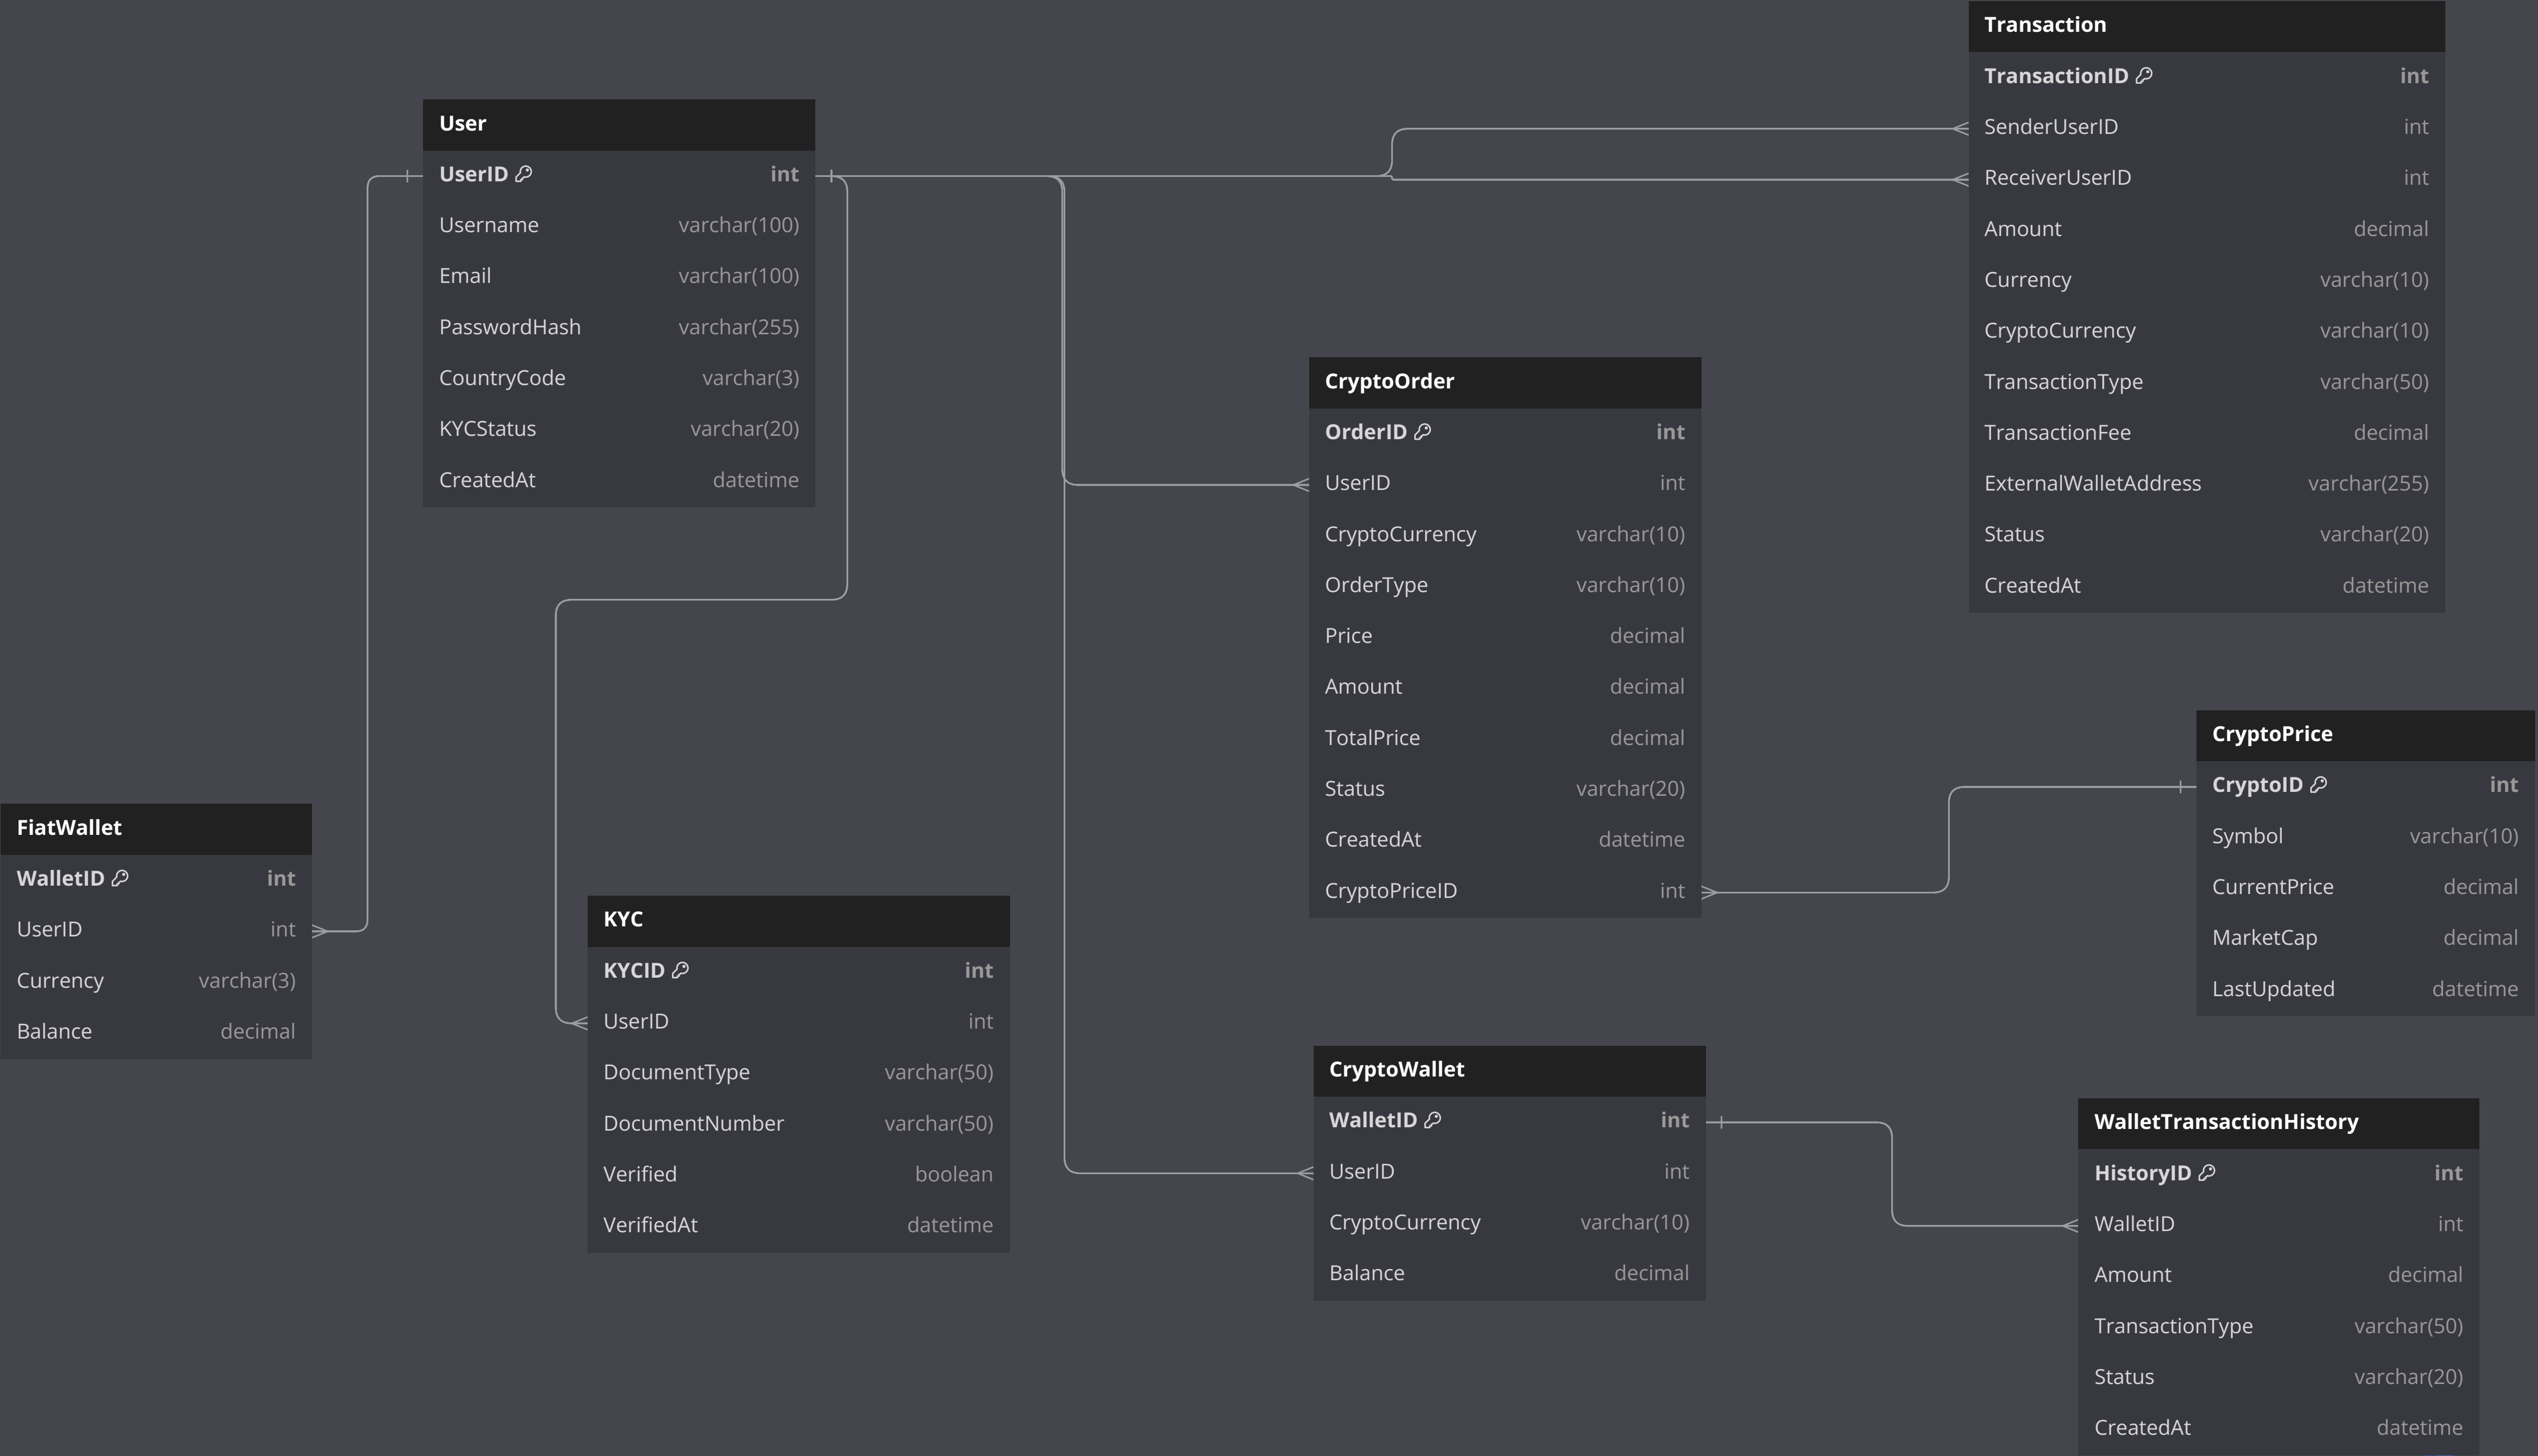 User
UserID int
Username varchar(100)
Email varchar(100)
PasswordHash varchar(255)
CountryCode varchar(3)
KYCStatus varchar(20)
CreatedAt datetime
Transaction
TransactionID int
SenderUserID int
ReceiverUserID int
Amount decimal
Currency varchar(10)
CryptoCurrency varchar(10)
TransactionType varchar(50)
TransactionFee decimal
ExternalWalletAddress varchar(255)
Status varchar(20)
CreatedAt datetime
CryptoOrder
OrderID int
UserID int
CryptoCurrency varchar(10)
OrderType varchar(10)
Price decimal
Amount decimal
TotalPrice decimal
Status varchar(20)
CreatedAt datetime
CryptoPriceID int
CryptoPrice
CryptoID int
Symbol varchar(10)
CurrentPrice decimal
MarketCap decimal
LastUpdated datetime
FiatWallet
WalletID int
UserID int
Currency varchar(3)
Balance decimal
KYC
KYCID int
UserID int
DocumentType varchar(50)
DocumentNumber varchar(50)
Verified boolean
VerifiedAt datetime
CryptoWallet
WalletID int
UserID int
CryptoCurrency varchar(10)
Balance decimal
WalletTransactionHistory
HistoryID int
WalletID int
Amount decimal
TransactionType varchar(50)
Status varchar(20)
CreatedAt datetime